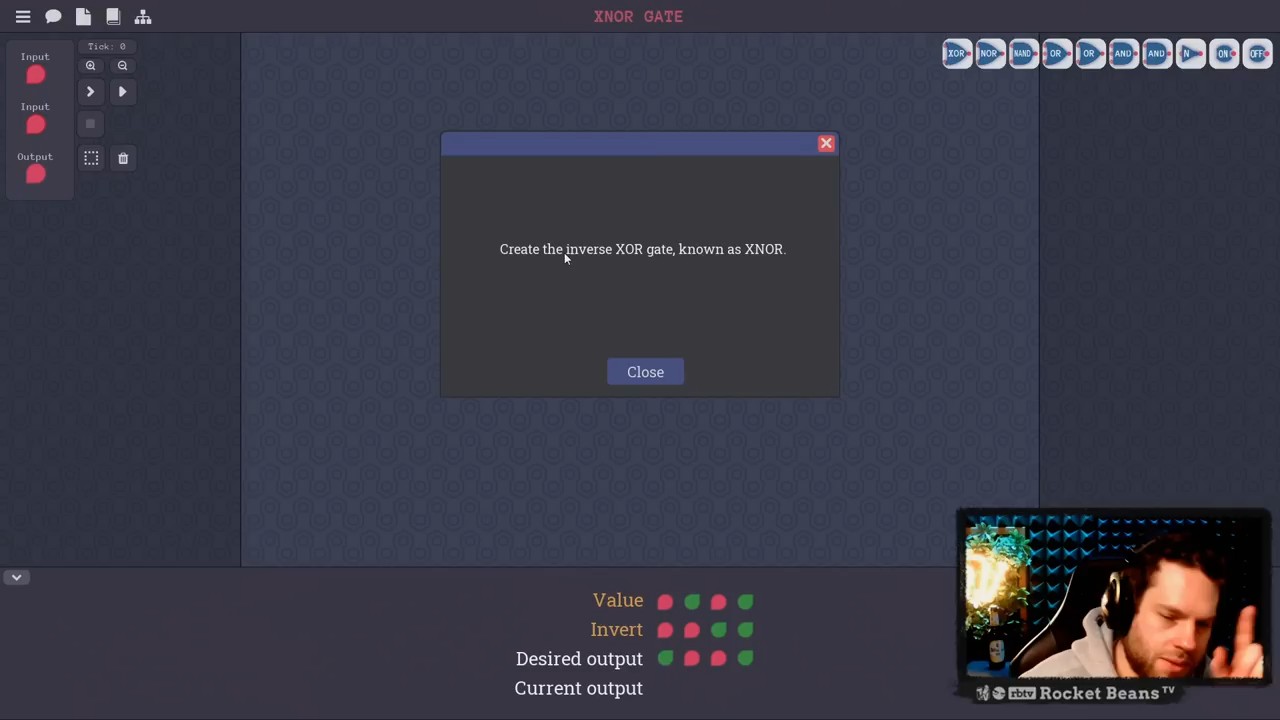 XNOR GATE
Input
Input
Output
Tick: 0
XOR NOR NAND OR OR AND AND N ON OFF
Create the inverse XOR gate, known as XNOR.
Close
Value
Invert
Desired output
Current output
rbtv Rocket Beans TV